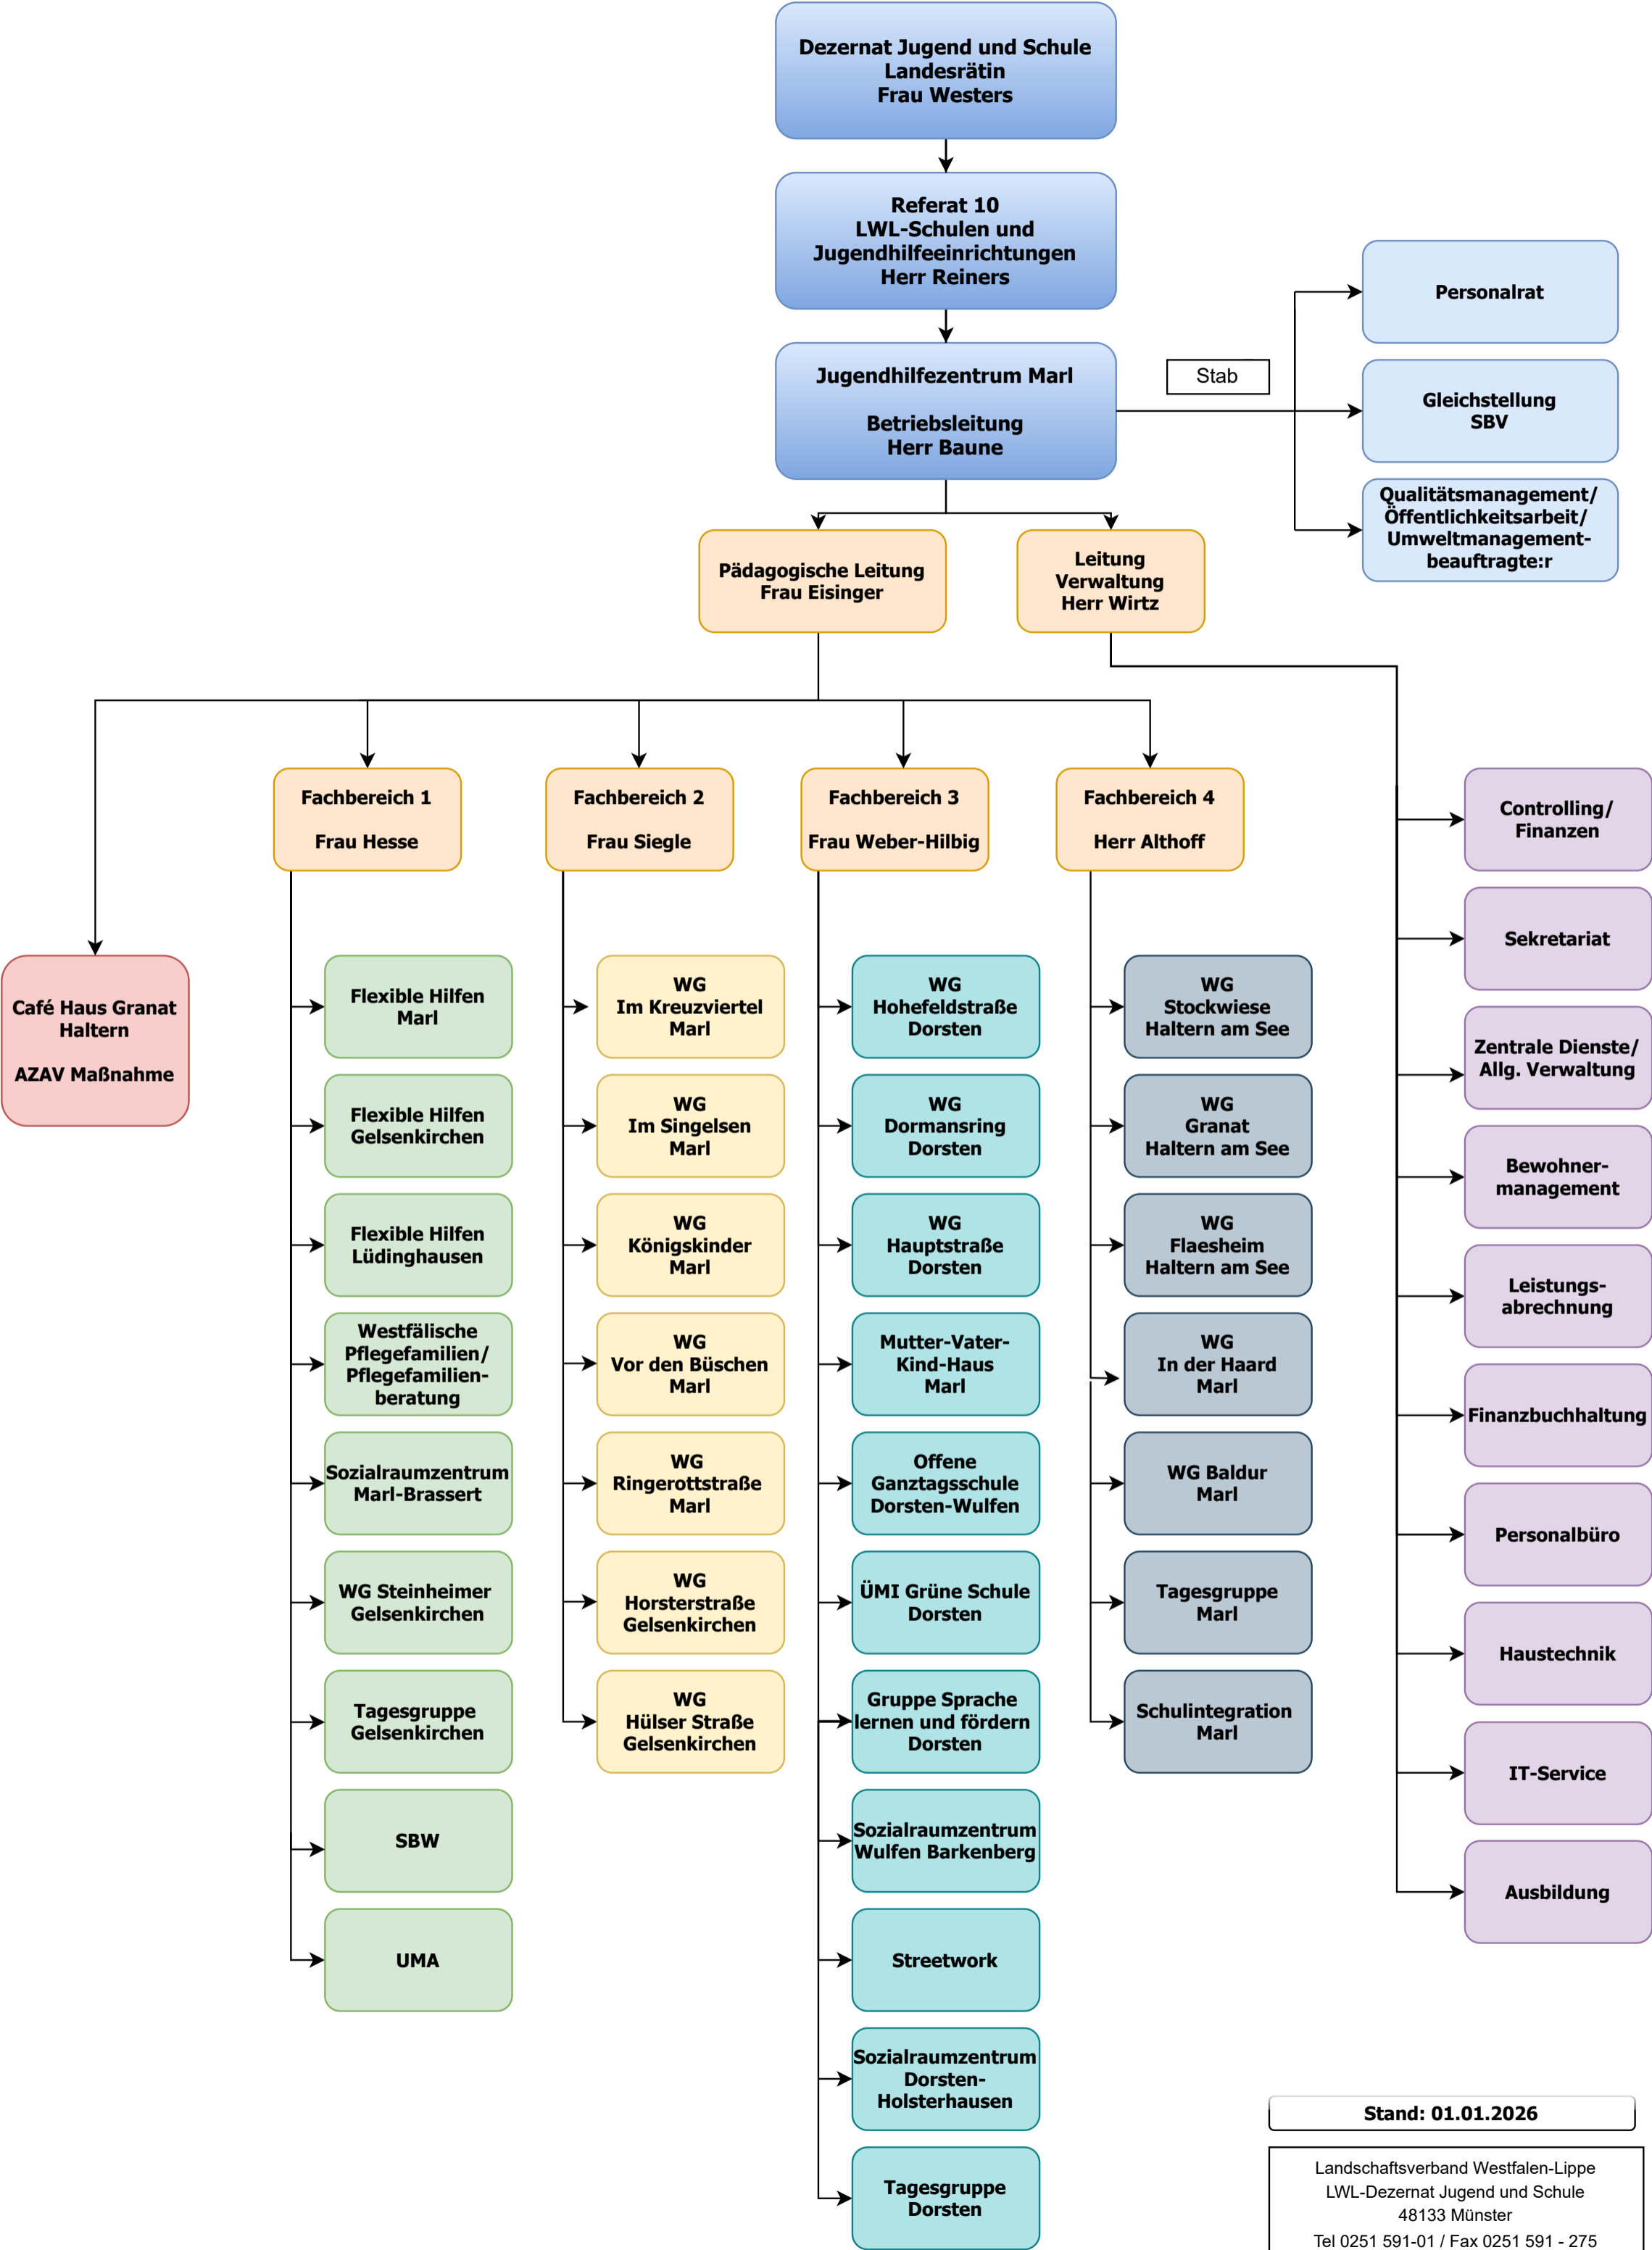 Dezernat Jugend und Schule
Landesrätin
Frau Westers
Referat 10
LWL-Schulen und
Jugendhilfeeinrichtungen
Herr Reiners
Jugendhilfezentrum Marl
Betriebsleitung
Herr Baune
Stab
Personalrat
Gleichstellung
SBV
Qualitätsmanagement/
Öffentlichkeitsarbeit/
Umweltmanagement-
beauftragte:r
Pädagogische Leitung
Frau Eisinger
Leitung
Verwaltung
Herr Wirtz
Café Haus Granat
Haltern
AZAV Maßnahme
Fachbereich 1
Frau Hesse
Flexible Hilfen
Marl
Flexible Hilfen
Gelsenkirchen
Flexible Hilfen
Lüdinghausen
Westfälische
Pflegefamilien/
Pflegefamilien-
beratung
Sozialraumzentrum
Marl-Brassert
WG Steinheimer
Gelsenkirchen
Tagesgruppe
Gelsenkirchen
SBW
UMA
Fachbereich 2
Frau Siegle
WG
Im Kreuzviertel
Marl
WG
Im Singelsen
Marl
WG
Königskinder
Marl
WG
Vor den Büschen
Marl
WG
Ringerottstraße
Marl
WG
Horsterstraße
Gelsenkirchen
WG
Hülser Straße
Gelsenkirchen
Fachbereich 3
Frau Weber-Hilbig
WG
Hohefeldstraße
Dorsten
WG
Dormansring
Dorsten
WG
Hauptstraße
Dorsten
Mutter-Vater-
Kind-Haus
Marl
Offene
Ganztagsschule
Dorsten-Wulfen
ÜMI Grüne Schule
Dorsten
Gruppe Sprache
lernen und fördern
Dorsten
Sozialraumzentrum
Wulfen Barkenberg
Streetwork
Sozialraumzentrum
Dorsten-
Holsterhausen
Tagesgruppe
Dorsten
Fachbereich 4
Herr Althoff
WG
Stockwiese
Haltern am See
WG
Granat
Haltern am See
WG
Flaesheim
Haltern am See
WG
In der Haard
Marl
WG Baldur
Marl
Tagesgruppe
Marl
Schulintegration
Marl
Controlling/
Finanzen
Sekretariat
Zentrale Dienste/
Allg. Verwaltung
Bewohner-
management
Leistungs-
abrechnung
Finanzbuchhaltung
Personalbüro
Haustechnik
IT-Service
Ausbildung
Stand: 01.01.2026
Landschaftsverband Westfalen-Lippe
LWL-Dezernat Jugend und Schule
48133 Münster
Tel 0251 591-01 / Fax 0251 591 - 275